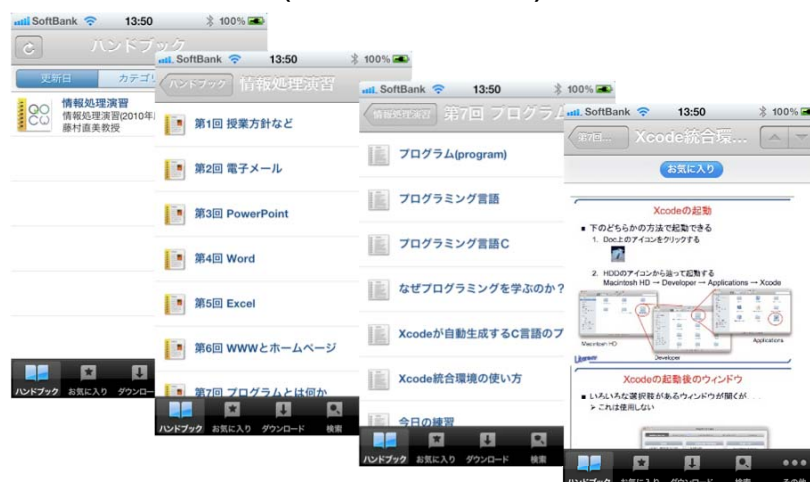 SoftBank 13:50 100%
ハンドブック
更新日 カテゴリ
情報処理演習
情報処理演習(2010年
藤村直美教授
ハンドブック お気に入り ダウンロー
SoftBank 13:50 100%
ハンドブック 情報処理演習
第1回 授業方針など
第2回 電子メール
第3回 PowerPoint
第4回 Word
第5回 Excel
第6回 WWWとホームページ
第7回 プログラムとは何か
ハンドブック お気に入り ダウンロード 検索
SoftBank 13:50 100%
情報処理演習 第7回 プログラム
プログラム(program)
プログラミング言語
プログラミング言語C
なぜプログラミングを学ぶのか?
Xcodeが自動生成するC言語のプ
Xcode統合環境の使い方
今日の練習
ハンドブック お気に入り ダウンロード 検索
SoftBank 13:50 100%
第7回... Xcode統合環...
お気に入り
Xcodeの起動
■ 下のどちらかの方法で起動できる
1. Doc上のアイコンをクリックする
2. HDDのアイコンから辿って起動する
Macintosh HD → Developer → Applications → Xcode
Macintosh HD
Developer
Applications
Xcodeの起動後のウィンドウ
■ いろいろな選択肢があるウィンドウが開くが...
➢ これは使用しない
ハンドブック お気に入り ダウンロード 検索 その他